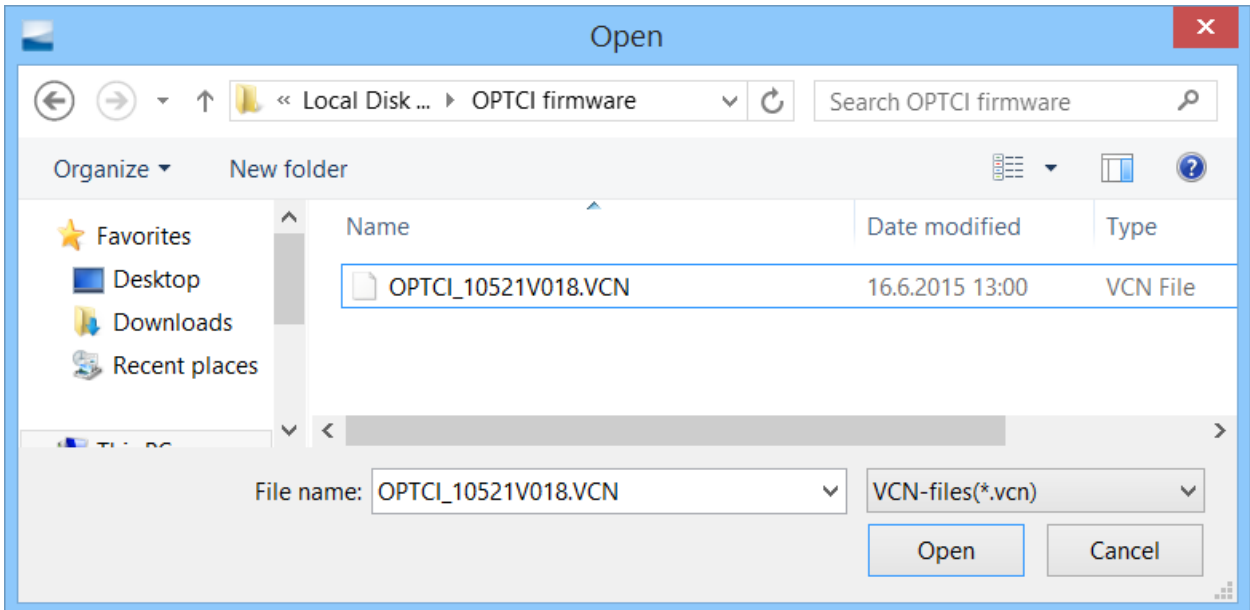 Open
« Local Disk ... OPTCI firmware
Search OPTCI firmware
Organize
New folder
Name
Date modified
Type
Favorites
Desktop
Downloads
Recent places
OPTCI_10521V018.VCN
16.6.2015 13:00
VCN File
File name:
OPTCI_10521V018.VCN
VCN-files(*.vcn)
Open
Cancel